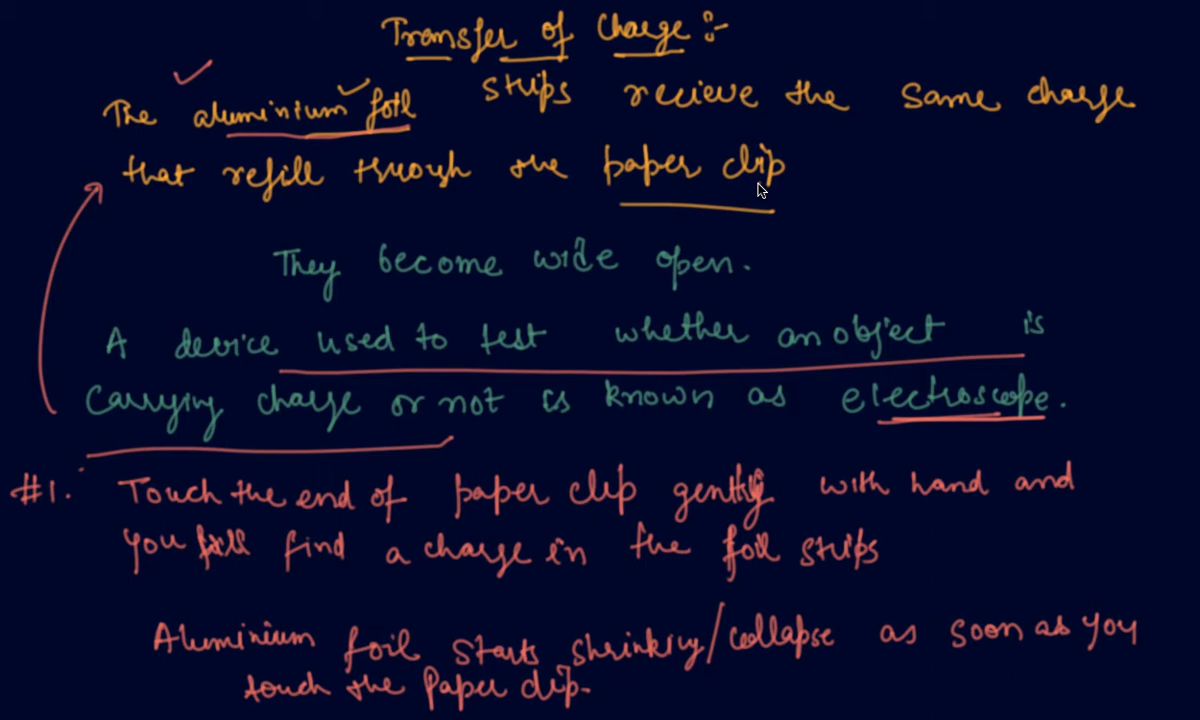 Transfer of Charge :-
The aluminium foil strips recieve the same charge
that refill through the paper clip
They become wide open.
A device used to test whether an object is
Carrying charge or not is known as electroscope.
#1. Touch the end of paper clip gently with hand and
you will find a charge in the foil strips
Aluminium foil starts shrinking/collapse as soon as you
touch the Paper clip.